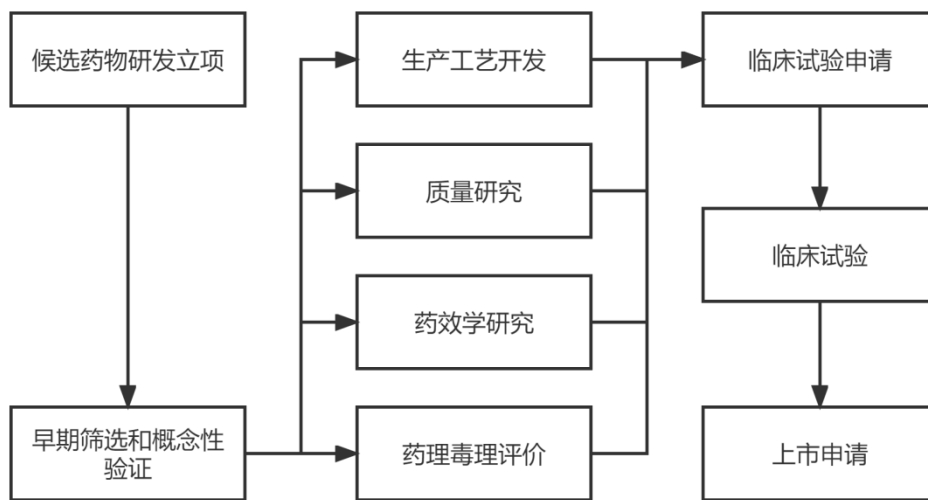 候选药物研发立项
早期筛选和概念性
验证
生产工艺开发
质量研究
药效学研究
药理毒理评价
临床试验申请
临床试验
上市申请